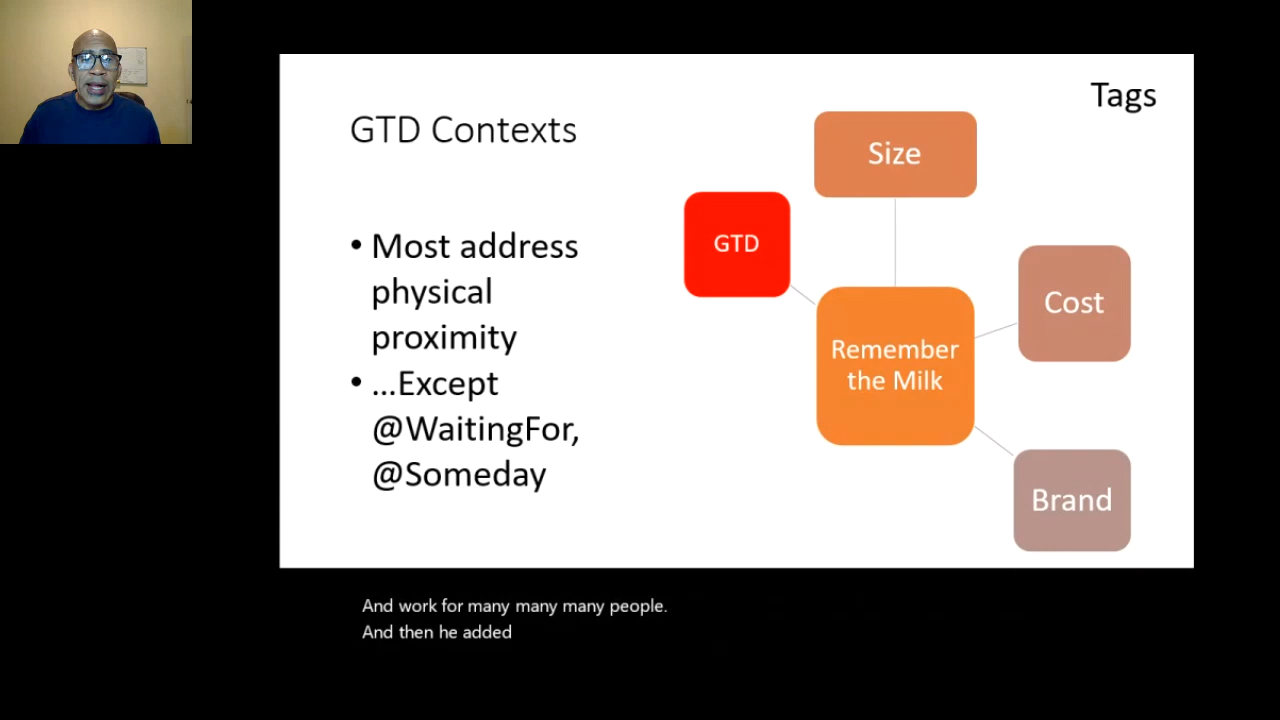 Tags
GTD Contexts
• Most address
physical
proximity
• ...Except
@WaitingFor,
@Someday
Size
GTD
Cost
Remember
the Milk
Brand
And work for many many many people.
And then he added